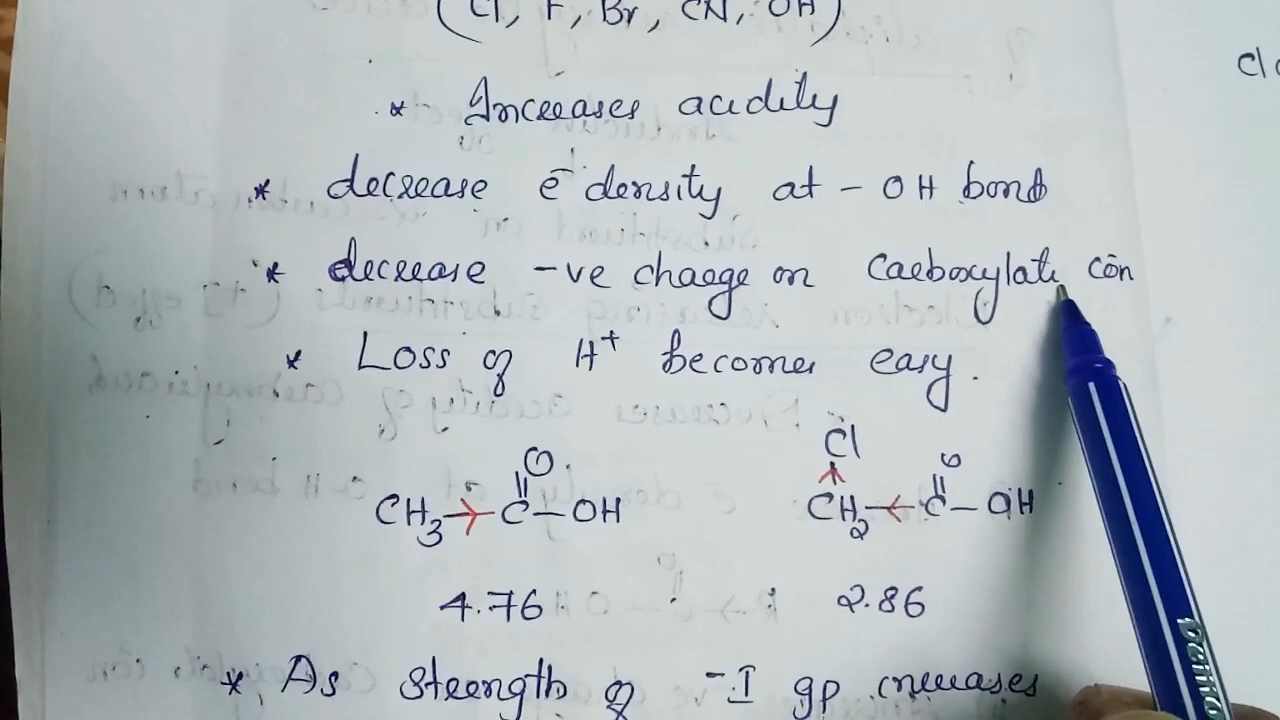 (Cl, F, Br, CN, OH)
* Increases acidity
* decrease e⁻ density at - OH bond
* decrease -ve charge on Carboxylate ion
* Loss of H⁺ becomes easy.
O Cl O
CH₃ → C - OH CH₂ ← C - OH
4.76 2.86
* As strength of -I gp increases